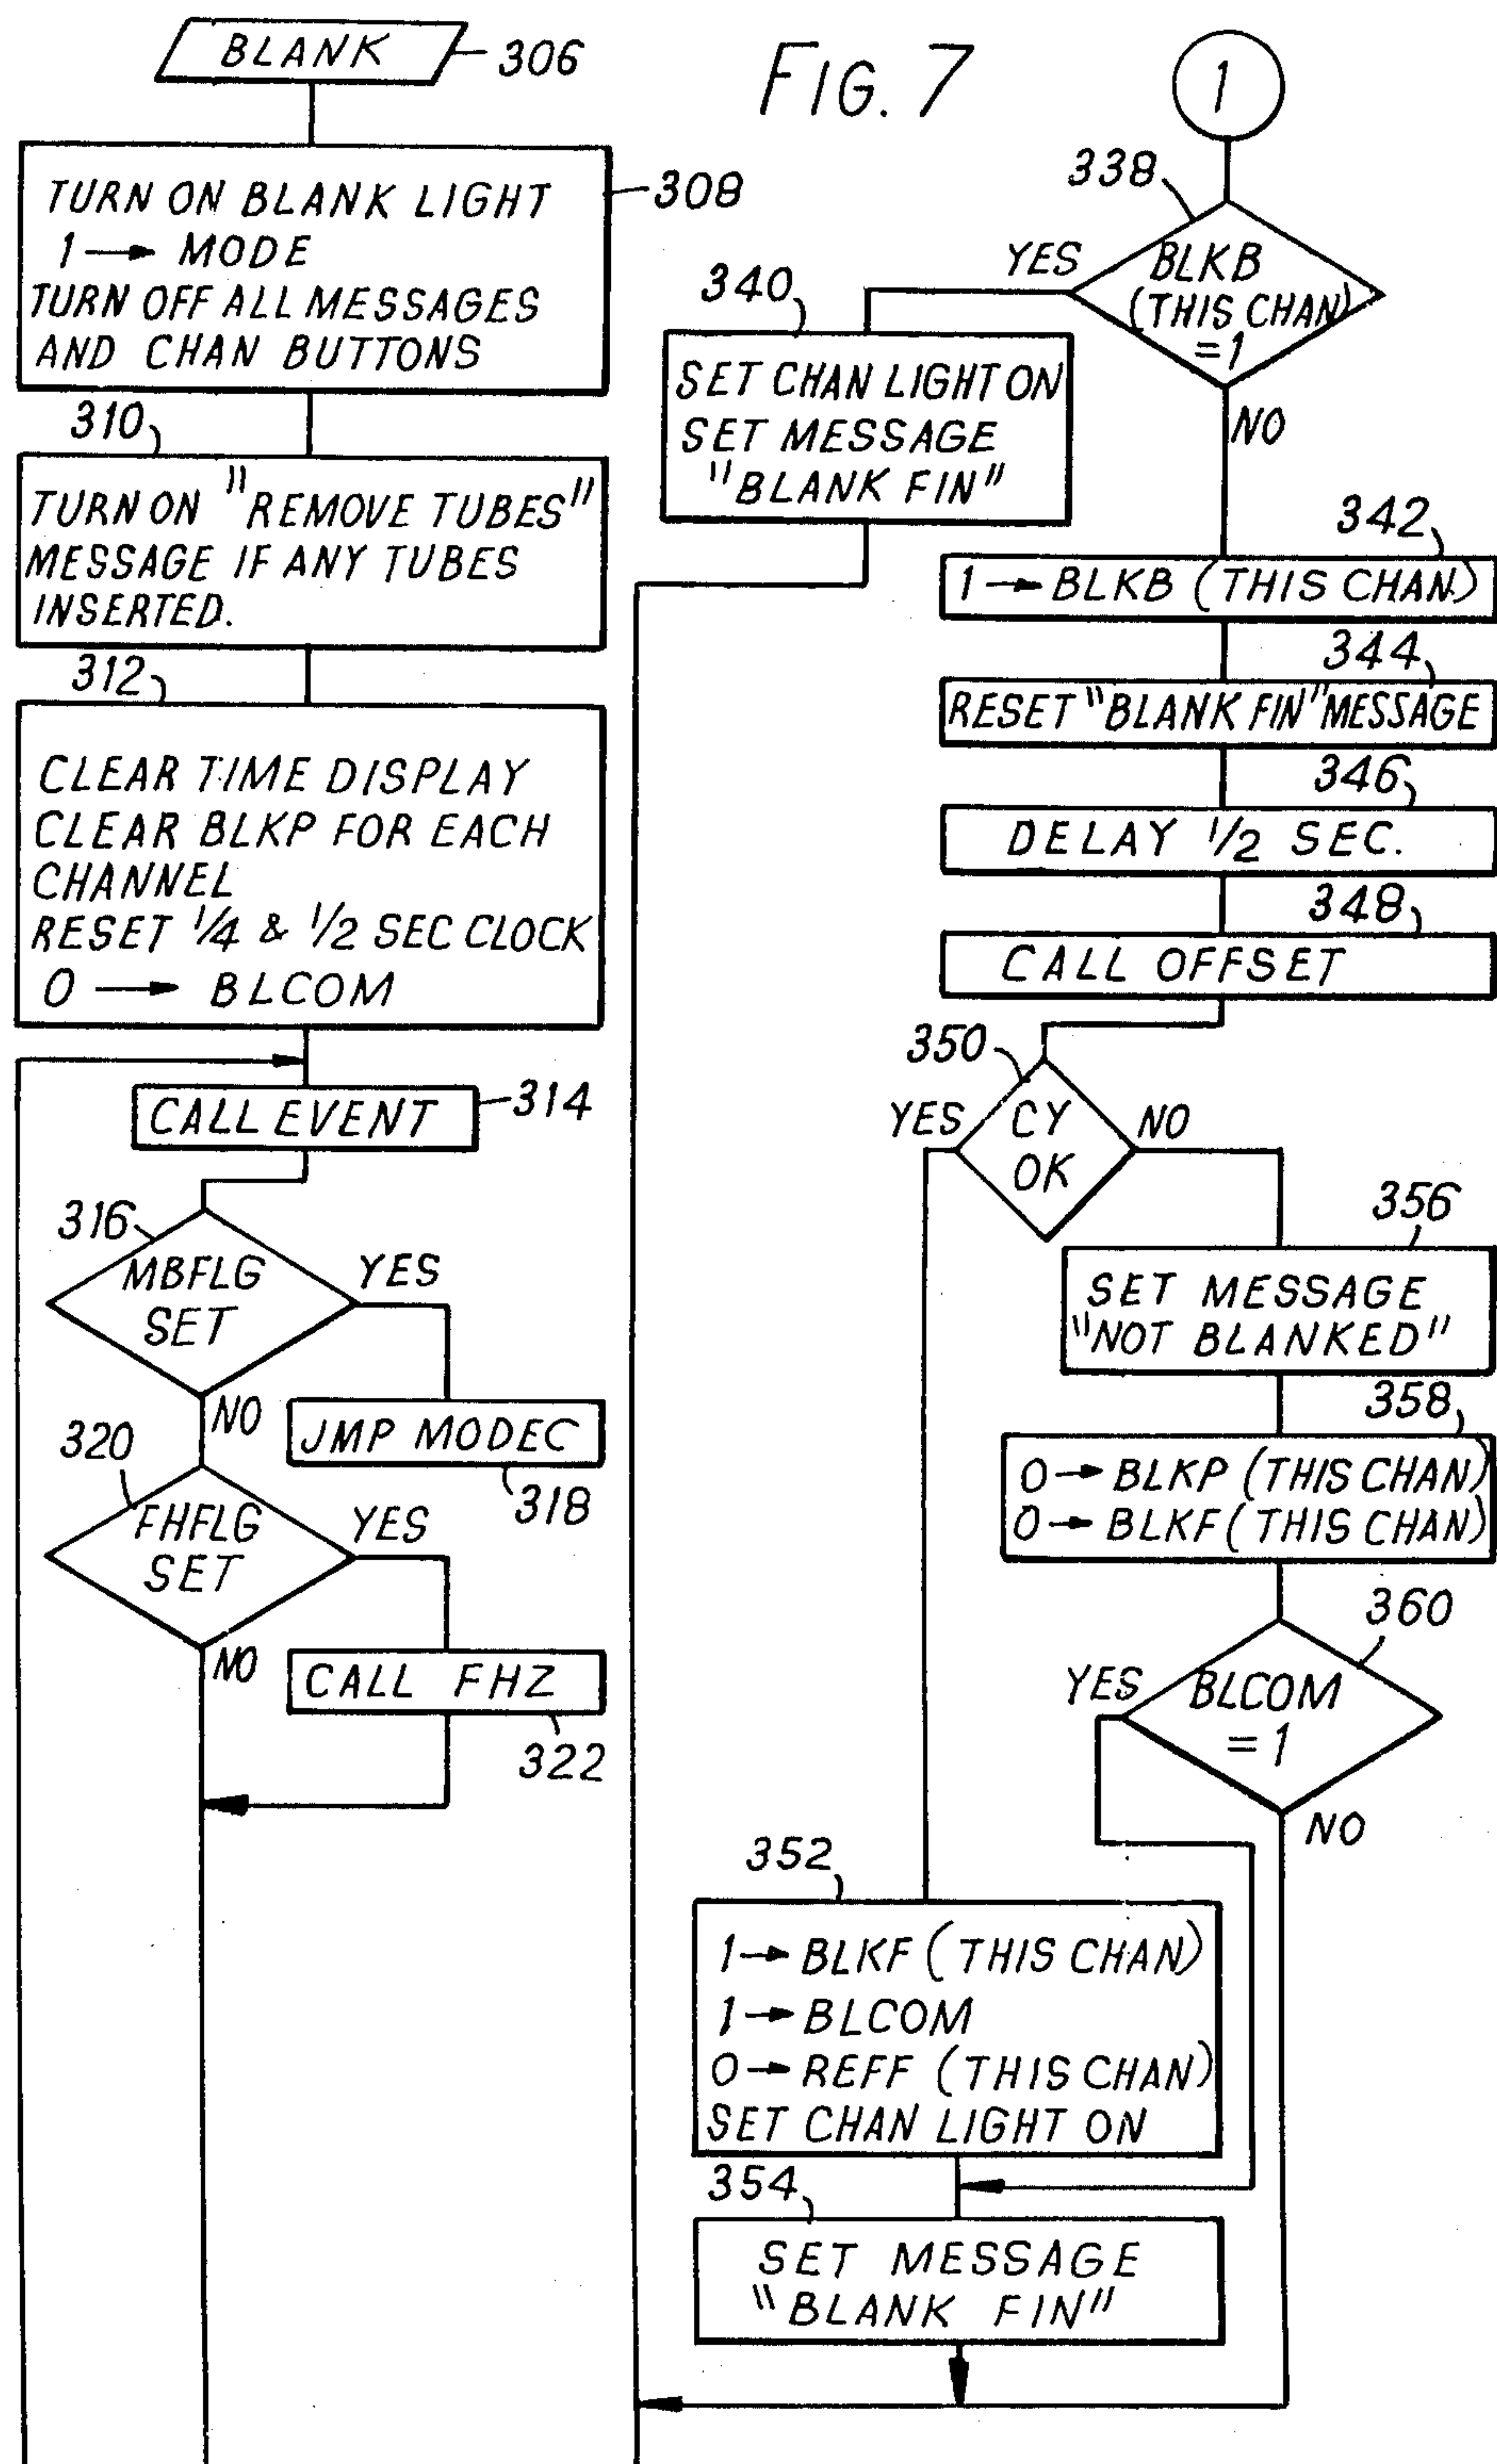 FIG. 7
BLANK
306
TURN ON BLANK LIGHT
1 → MODE
TURN OFF ALL MESSAGES
AND CHAN BUTTONS
308
310
TURN ON "REMOVE TUBES"
MESSAGE IF ANY TUBES
INSERTED.
312
CLEAR TIME DISPLAY
CLEAR BLKP FOR EACH
CHANNEL
RESET 1/4 & 1/2 SEC CLOCK
0 → BLCOM
CALL EVENT
314
316
MBFLG
SET
YES
NO
JMP MODEC
318
320
FHFLG
SET
YES
NO
CALL FHZ
322
1
338
BLKB
(THIS CHAN)
=1
YES
NO
340
SET CHAN LIGHT ON
SET MESSAGE
"BLANK FIN"
342
1 → BLKB (THIS CHAN.)
344
RESET "BLANK FIN" MESSAGE
346
DELAY 1/2 SEC.
348
CALL OFFSET
350
CY
OK
YES
NO
356
SET MESSAGE
"NOT BLANKED"
358
0 → BLKP (THIS CHAN)
0 → BLKF (THIS CHAN)
360
BLCOM
=1
YES
NO
352
1 → BLKF (THIS CHAN)
1 → BLCOM
0 → REFF (THIS CHAN)
SET CHAN LIGHT ON
354
SET MESSAGE
"BLANK FIN"